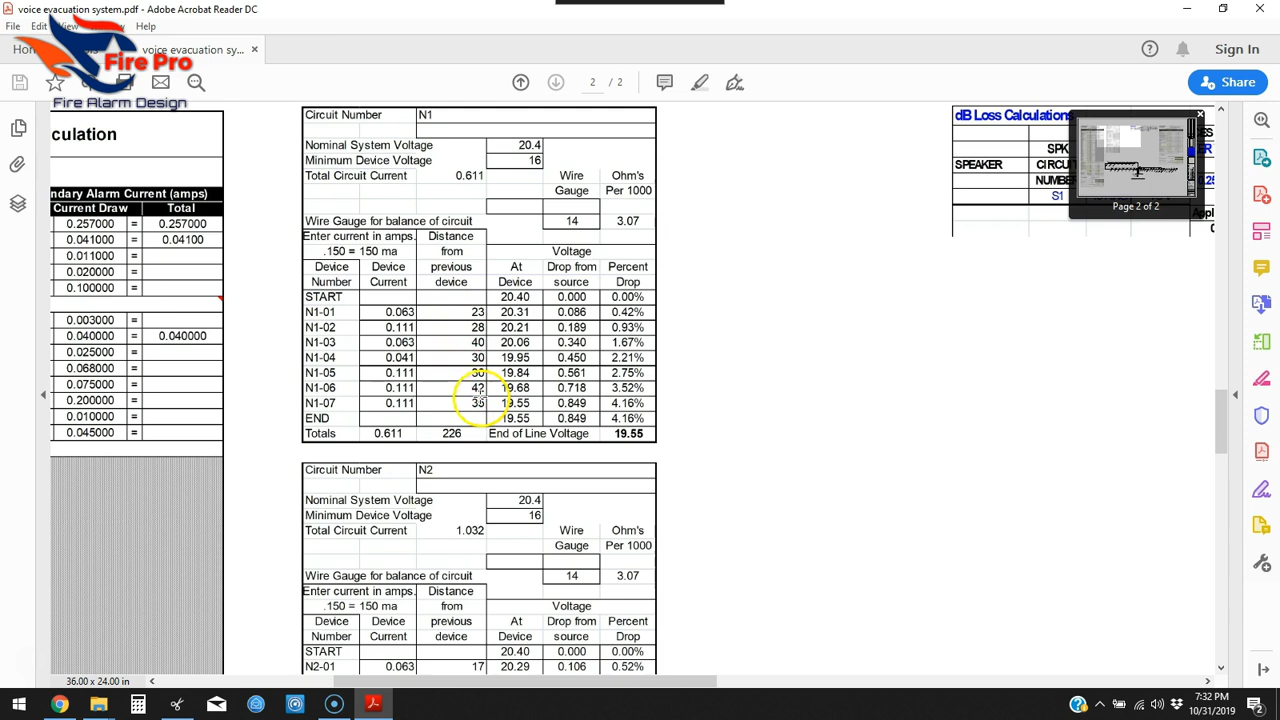 voice evacuation system.pdf - Adobe Acrobat Reader DC
File Edit View Help
voice evacuation sy...
Sign In
Fire Pro
Fire Alarm Design
2 / 2
Share
culation
ndary Alarm Current (amps)
Current Draw Total
0.257000 = 0.257000
0.041000 = 0.04100
0.011000 =
0.020000 =
0.100000 =
0.003000 =
0.040000 = 0.040000
0.025000 =
0.068000 =
0.075000 =
0.200000 =
0.010000 =
0.045000 =
Circuit Number N1
Nominal System Voltage 20.4
Minimum Device Voltage 16
Total Circuit Current 0.611 Wire Ohm's
Gauge Per 1000
Wire Gauge for balance of circuit 14 3.07
Enter current in amps. Distance
.150 = 150 ma from Voltage
Device Device previous At Drop from Percent
Number Current device Device source Drop
START 20.40 0.000 0.00%
N1-01 0.063 23 20.31 0.086 0.42%
N1-02 0.111 28 20.21 0.189 0.93%
N1-03 0.063 40 20.06 0.340 1.67%
N1-04 0.041 30 19.95 0.450 2.21%
N1-05 0.111 30 19.84 0.561 2.75%
N1-06 0.111 42 19.68 0.718 3.52%
N1-07 0.111 19.55 0.849 4.16%
END 19.55 0.849 4.16%
Totals 0.611 226 End of Line Voltage 19.55
Circuit Number N2
Nominal System Voltage 20.4
Minimum Device Voltage 16
Total Circuit Current 1.032 Wire Ohm's
Gauge Per 1000
Wire Gauge for balance of circuit 14 3.07
Enter current in amps. Distance
.150 = 150 ma from Voltage
Device Device previous At Drop from Percent
Number Current device Device source Drop
START 20.40 0.000 0.00%
N2-01 0.063 17 20.29 0.106 0.52%
dB Loss Calculations
SPK
SPEAKER CIRCUI
NUMBER
S1
Page 2 of 2
36.00 x 24.00 in
7:32 PM
10/31/2019